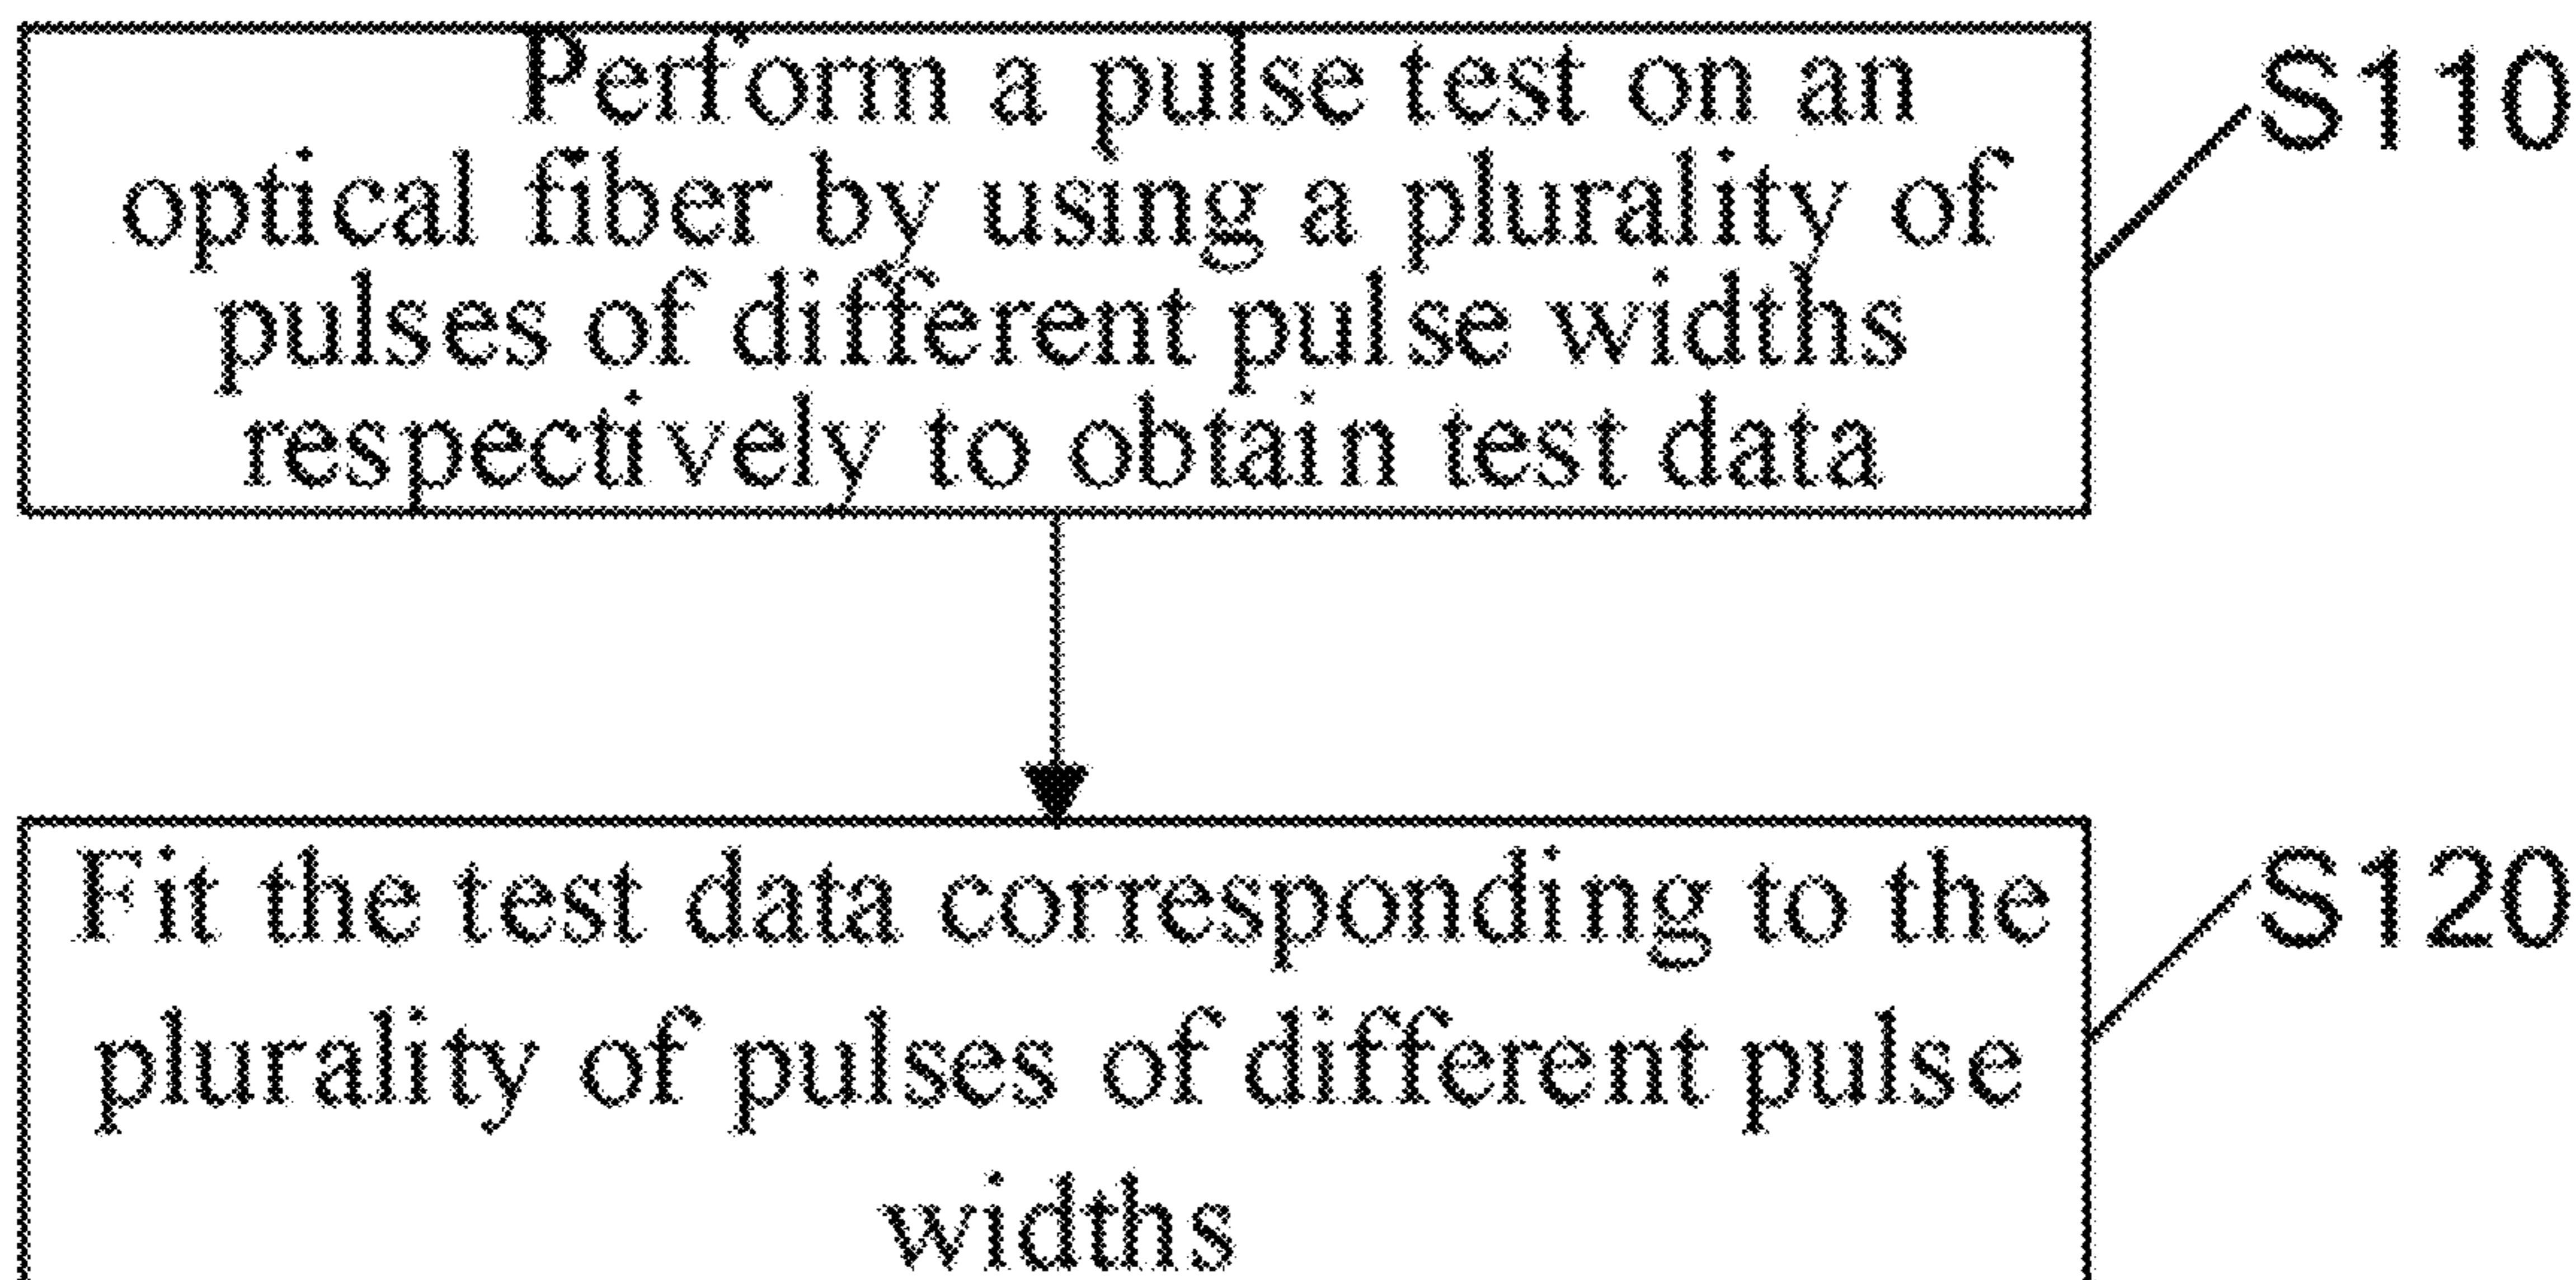 Perform a pulse test on an
optical fiber by using a plurality of
pulses of different pulse widths
respectively to obtain test data
S110
Fit the test data corresponding to the
plurality of pulses of different pulse
widths
S120